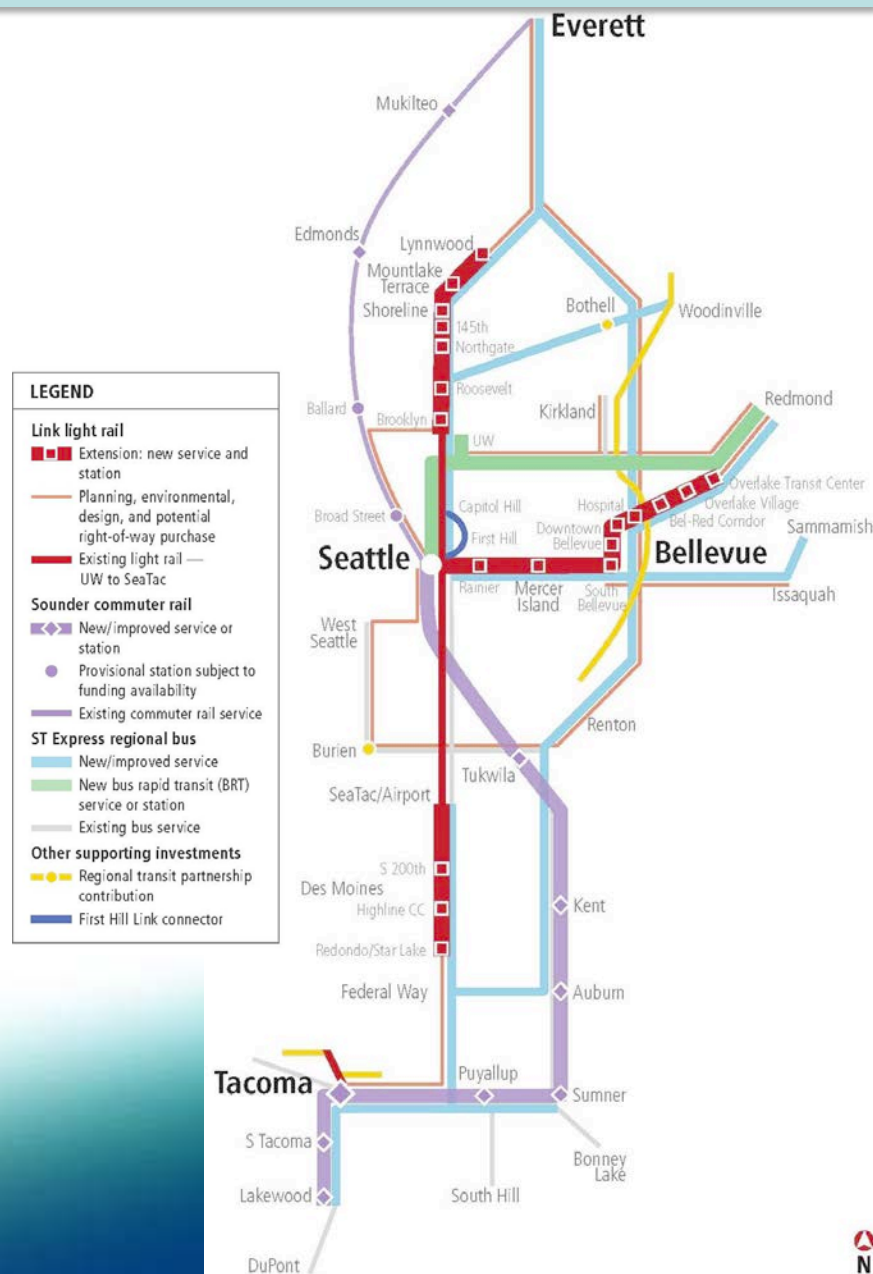 Everett
Mukilteo
Edmonds
Lynnwood
Mountlake
Terrace
Shoreline
145th
Northgate
Bothell
Woodinville
Roosevelt
Ballard
Brooklyn
Kirkland
Redmond
UW
Overlake Transit Center
Overlake Village
Bel-Red Corridor
Hospital
Downtown
Bellevue
Broad Street
Capitol Hill
First Hill
Sammamish
Seattle
Bellevue
Rainier
Mercer
Island
South
Bellevue
Issaquah
West
Seattle
Renton
Burien
Tukwila
SeaTac/Airport
S 200th
Des Moines
Highline CC
Kent
Redondo/Star Lake
Federal Way
Auburn
Tacoma
Puyallup
Sumner
S Tacoma
Bonney
Lake
Lakewood
South Hill
DuPont
LEGEND
Link light rail
Extension: new service and
station
Planning, environmental,
design, and potential
right-of-way purchase
Existing light rail —
UW to SeaTac
Sounder commuter rail
New/improved service or
station
Provisional station subject to
funding availability
Existing commuter rail service
ST Express regional bus
New/improved service
New bus rapid transit (BRT)
service or station
Existing bus service
Other supporting investments
Regional transit partnership
contribution
First Hill Link connector
N